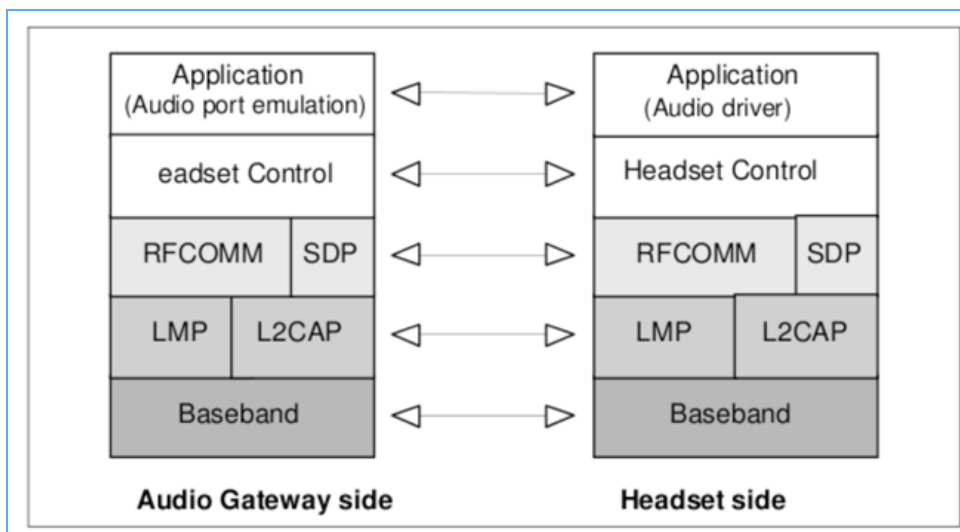 Application
(Audio port emulation)
eadset Control
RFCOMM
SDP
LMP
L2CAP
Baseband
Audio Gateway side
Application
(Audio driver)
Headset Control
RFCOMM
SDP
LMP
L2CAP
Baseband
Headset side